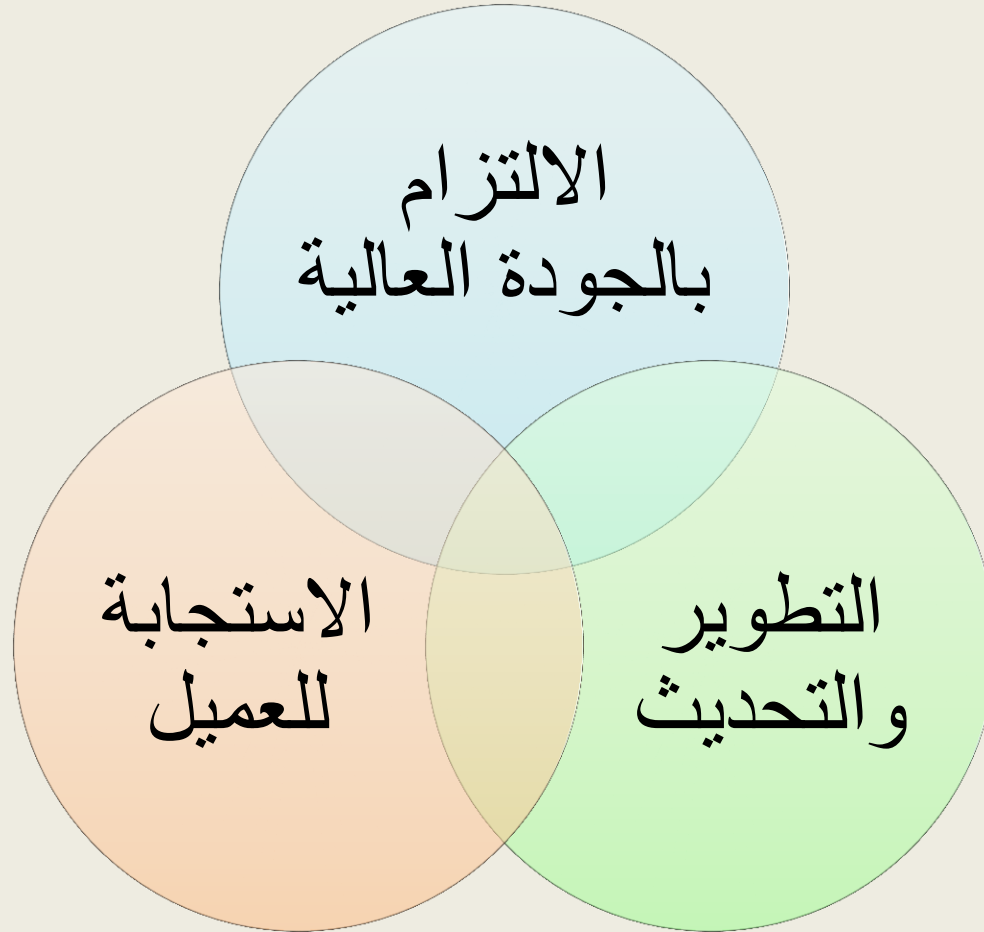 الالتزام
بالجودة العالية
التطوير
والتحديث
الاستجابة
للعميل